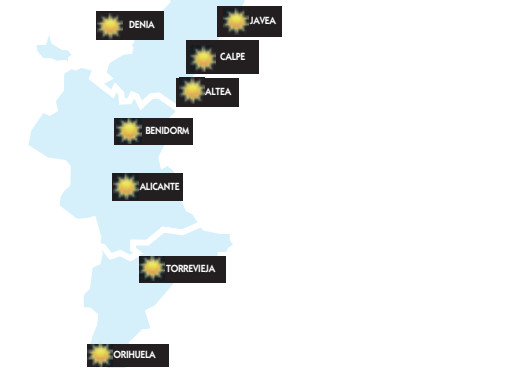 DENIA
JAVEA
CALPE
ALTEA
BENIDORM
ALICANTE
TORREVIEJA
ORIHUELA